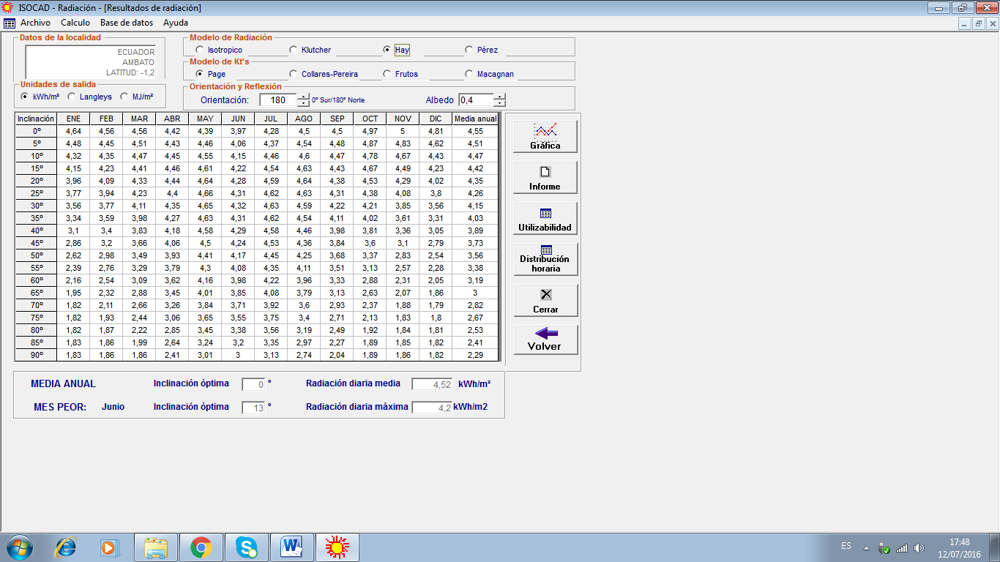 ISOCAD - Radiación - [Resultados de radiación]
Archivo Calculo Base de datos Ayuda
Datos de la localidad
ECUADOR
AMBATO
LATITUD: -1,2
Unidades de salida
kWh/m² Langleys MJ/m²
Modelo de Radiación
Isotropico Klutcher Hay Pérez
Modelo de Kt's
Page Collares-Pereira Frutos Macagnan
Orientación y Reflexión
Orientación: 180 0º Sur/180º Norte Albedo 0,4
Inclinación ENE FEB MAR ABR MAY JUN JUL AGO SEP OCT NOV DIC Media anual
0º 4,64 4,56 4,56 4,42 4,39 3,97 4,28 4,5 4,5 4,97 5 4,81 4,55
5º 4,48 4,45 4,51 4,43 4,46 4,06 4,37 4,54 4,48 4,87 4,83 4,62 4,51
10º 4,32 4,35 4,47 4,45 4,55 4,15 4,46 4,6 4,47 4,78 4,67 4,43 4,47
15º 4,15 4,23 4,41 4,46 4,61 4,22 4,54 4,63 4,43 4,67 4,49 4,23 4,42
20º 3,96 4,09 4,33 4,44 4,64 4,28 4,59 4,64 4,38 4,53 4,29 4,02 4,35
25º 3,77 3,94 4,23 4,4 4,66 4,31 4,62 4,63 4,31 4,38 4,08 3,8 4,26
30º 3,56 3,77 4,11 4,35 4,65 4,32 4,63 4,59 4,22 4,21 3,85 3,56 4,15
35º 3,34 3,59 3,98 4,27 4,63 4,31 4,62 4,54 4,11 4,02 3,61 3,31 4,03
40º 3,1 3,4 3,83 4,18 4,58 4,29 4,58 4,46 3,98 3,81 3,36 3,05 3,89
45º 2,86 3,2 3,66 4,06 4,5 4,24 4,53 4,36 3,84 3,6 3,1 2,79 3,73
50º 2,62 2,98 3,49 3,93 4,41 4,17 4,45 4,25 3,68 3,37 2,83 2,54 3,56
55º 2,39 2,76 3,29 3,79 4,3 4,08 4,35 4,11 3,51 3,13 2,57 2,28 3,38
60º 2,16 2,54 3,09 3,62 4,16 3,98 4,22 3,96 3,33 2,88 2,31 2,05 3,19
65º 1,95 2,32 2,88 3,45 4,01 3,85 4,08 3,79 3,13 2,63 2,07 1,86 3
70º 1,82 2,11 2,66 3,26 3,84 3,71 3,92 3,6 2,93 2,37 1,88 1,79 2,82
75º 1,82 1,93 2,44 3,06 3,65 3,55 3,75 3,4 2,71 2,13 1,83 1,8 2,67
80º 1,82 1,87 2,22 2,85 3,45 3,38 3,56 3,19 2,49 1,92 1,84 1,81 2,53
85º 1,83 1,86 1,99 2,64 3,24 3,2 3,35 2,97 2,27 1,89 1,85 1,82 2,41
90º 1,83 1,86 1,86 2,41 3,01 3 3,13 2,74 2,04 1,89 1,86 1,82 2,29
Gráfica
Informe
Utilizabilidad
Distribución
horaria
Cerrar
Volver
MEDIA ANUAL Inclinación óptima 0 º Radiación diaria media 4,52 kWh/m²
MES PEOR: Junio Inclinación óptima 13 º Radiación diaria máxima 4,2 kWh/m2
ES
17:48
12/07/2016